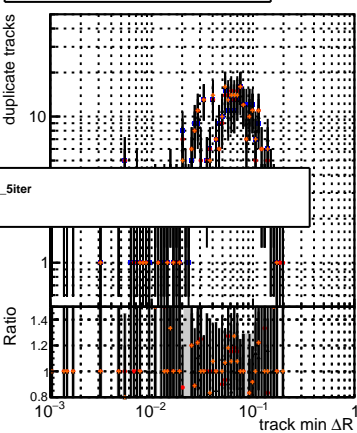 duplicate tracks
10
_5iter
1
Ratio
1.4
1.2
1
0.8
10−3
10−2
10−1
1
track min ΔR